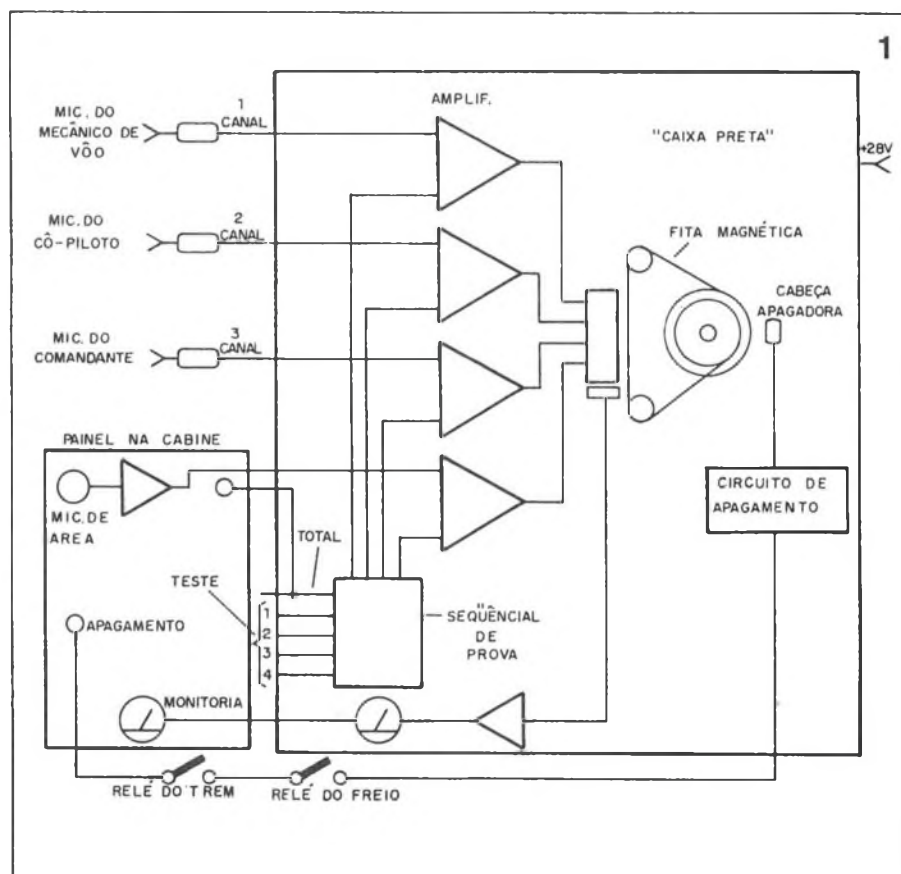 1
MIC. DO
MECÂNICO DE
VÔO
1
CANAL
AMPLIF.
"CAIXA PRETA"
+28V
MIC. DO
CÔ-PILOTO
2
CANAL
FITA MAGNÉTICA
CABEÇA
APAGADORA
MIC. DO
COMANDANTE
3
CANAL
PAINEL NA CABINE
MIC. DE
AREA
CIRCUITO DE
APAGAMENTO
TOTAL
TESTE
1
2
3
4
SEQÜÊNCIAL
DE
PROVA
APAGAMENTO
MONITORIA
RELÉ DO TREM
RELÉ DO FREIO